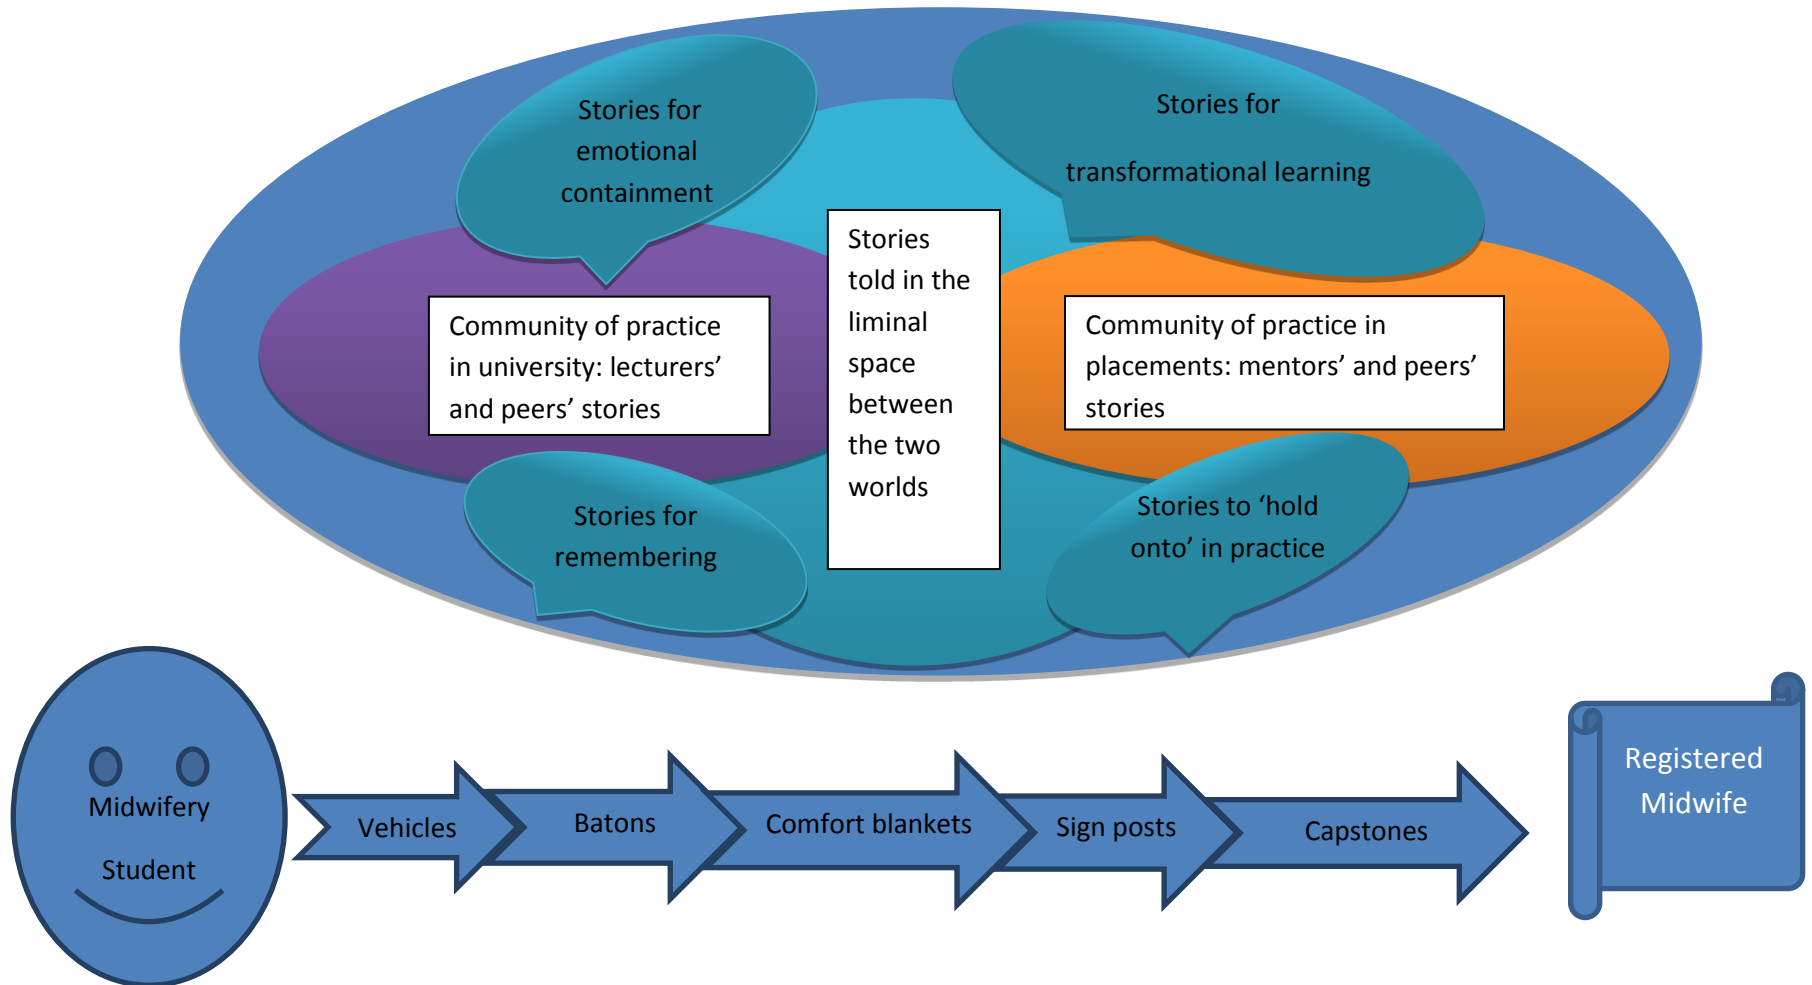 Stories for
emotional
containment
Stories for
transformational learning
Community of practice
in university: lecturers’
and peers’ stories
Stories
told in the
liminal
space
between
the two
worlds
Community of practice in
placements: mentors’ and peers’
stories
Stories for
remembering
Stories to ‘hold
onto’ in practice
Midwifery
Student
Vehicles
Batons
Comfort blankets
Sign posts
Capstones
Registered
Midwife